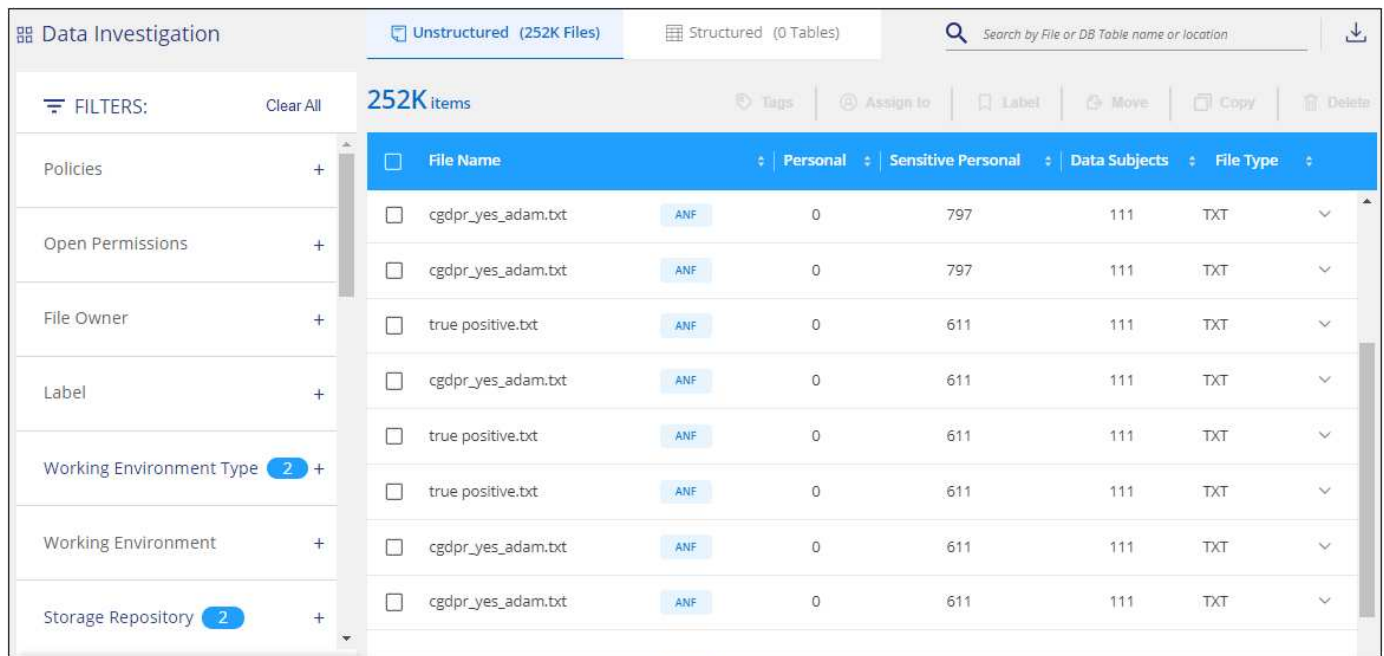 Data Investigation
Unstructured (252K Files)
Structured (0 Tables)
Search by File or DB Table name or location
FILTERS:
Clear All
252K items
Tags
Assign to
Label
Move
Copy
Delete
Policies +
Open Permissions +
File Owner +
Label +
Working Environment Type 2 +
Working Environment +
Storage Repository 2 +
File Name Personal Sensitive Personal Data Subjects File Type
cgdpr_yes_adam.txt ANF 0 797 111 TXT
cgdpr_yes_adam.txt ANF 0 797 111 TXT
true positive.txt ANF 0 611 111 TXT
cgdpr_yes_adam.txt ANF 0 611 111 TXT
true positive.txt ANF 0 611 111 TXT
true positive.txt ANF 0 611 111 TXT
cgdpr_yes_adam.txt ANF 0 611 111 TXT
cgdpr_yes_adam.txt ANF 0 611 111 TXT